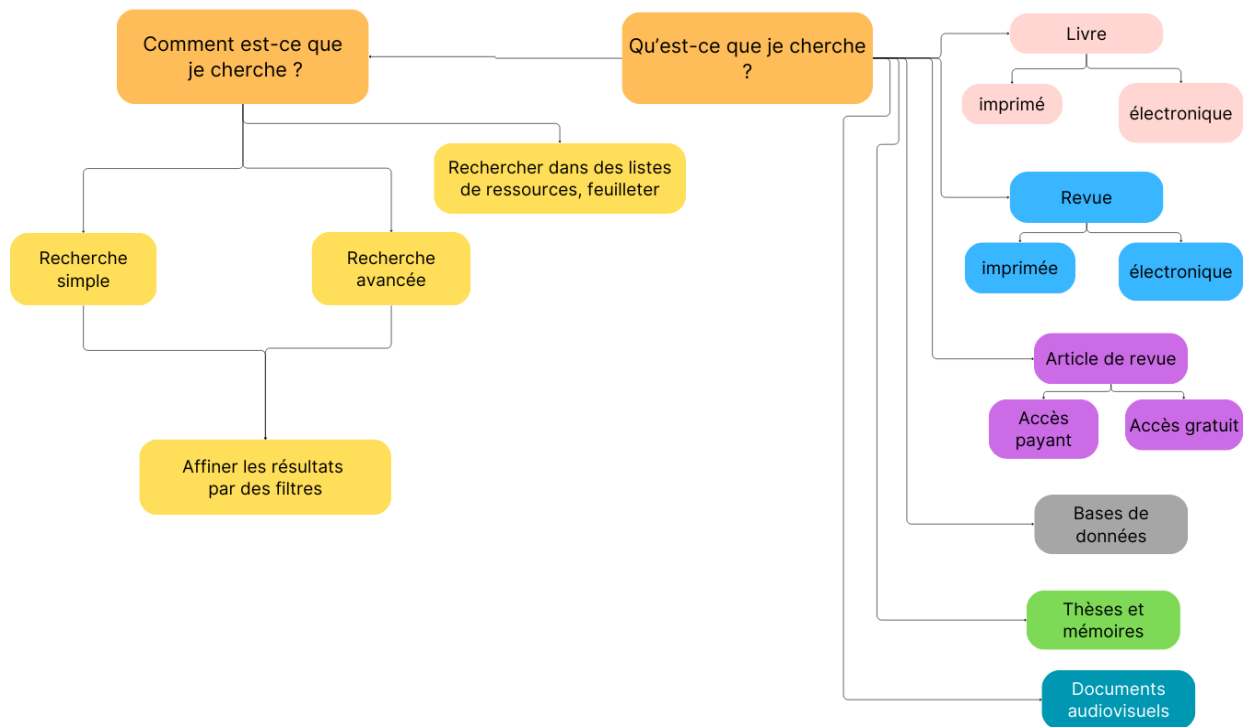 Comment est-ce que
je cherche ?
Qu'est-ce que je cherche
?
Livre
imprimé
électronique
Rechercher dans des listes
de ressources, feuilleter
Revue
imprimée
électronique
Recherche
simple
Recherche
avancée
Article de revue
Accès
payant
Accès gratuit
Affiner les résultats
par des filtres
Bases de
données
Thèses et
mémoires
Documents
audiovisuels